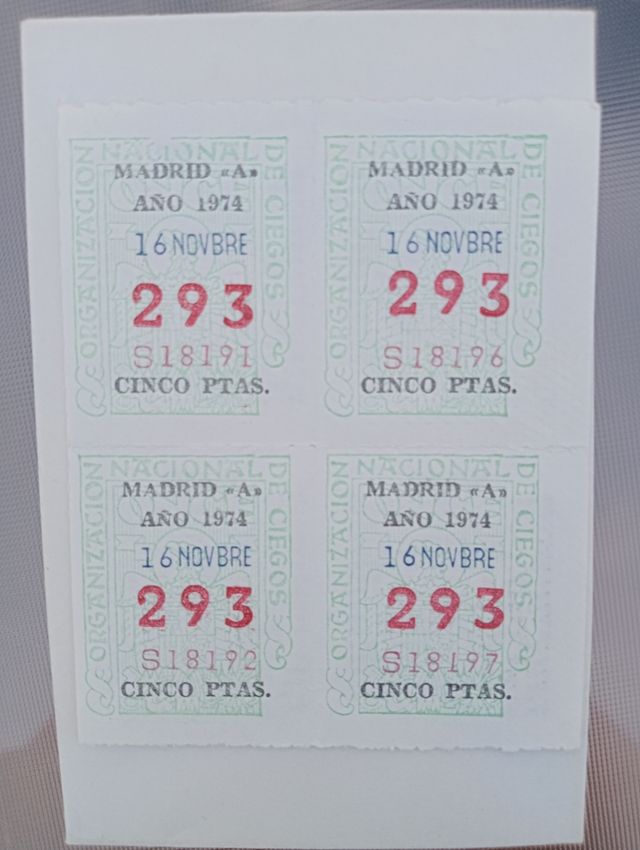 ORGANIZACION NACIONAL DE CIEGOS
MADRID «A»
AÑO 1974
16 NOVBRE
293
S18191
CINCO PTAS.
ORGANIZACION NACIONAL DE CIEGOS
MADRID «A»
AÑO 1974
16 NOVBRE
293
S18196
CINCO PTAS.
ORGANIZACION NACIONAL DE CIEGOS
MADRID «A»
AÑO 1974
16 NOVBRE
293
S18192
CINCO PTAS.
ORGANIZACION NACIONAL DE CIEGOS
MADRID «A»
AÑO 1974
16 NOVBRE
293
S18197
CINCO PTAS.